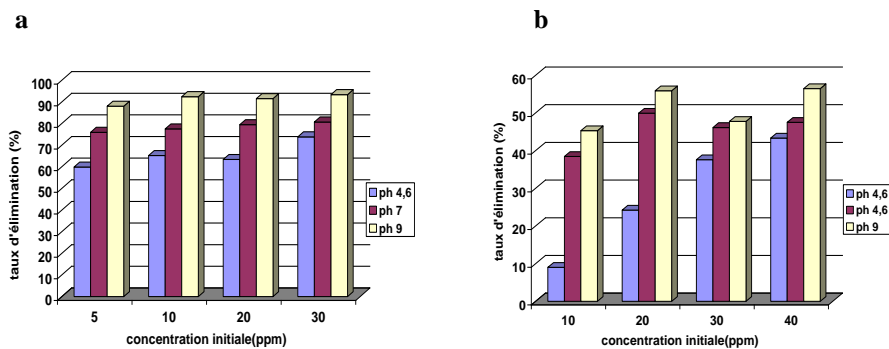 a
100
90
80
70
60
50
40
30
20
10
0
taux d'élimination (%)
5 10 20 30
concentration initiale(ppm)
ph 4,6
ph 7
ph 9
b
60
50
40
30
20
10
0
taux d'élimination (%)
10 20 30 40
concentration initiale(ppm)
ph 4,6
ph 4,6
ph 9